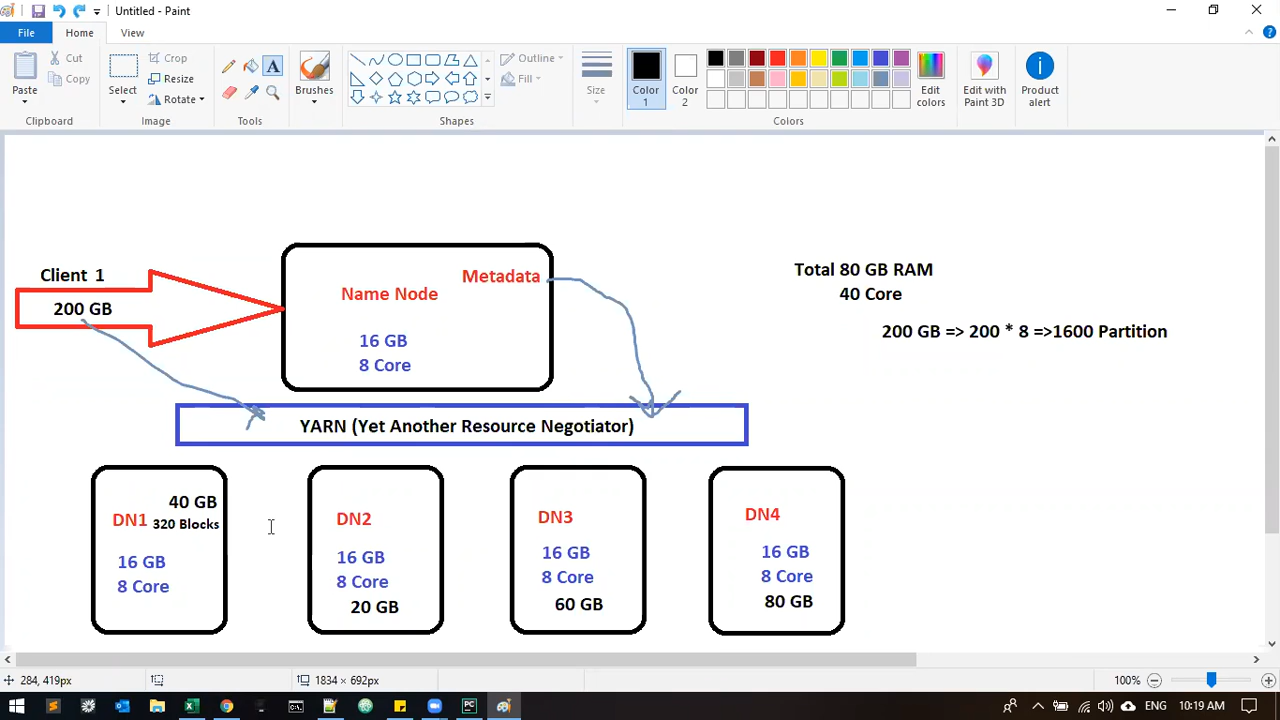 Untitled - Paint
File
Home
View
Paste
Cut
Copy
Clipboard
Select
Crop
Resize
Rotate
Image
A
Tools
Brushes
Outline
Fill
Shapes
Size
Color 1
Color 2
Edit colors
Colors
Edit with Paint 3D
Product alert
Client 1
200 GB
Metadata
Name Node
16 GB
8 Core
Total 80 GB RAM
40 Core
200 GB => 200 * 8 =>1600 Partition
YARN (Yet Another Resource Negotiator)
40 GB
DN1 320 Blocks
16 GB
8 Core
DN2
16 GB
8 Core
20 GB
DN3
16 GB
8 Core
60 GB
DN4
16 GB
8 Core
80 GB
284, 419px
1834 × 692px
100%
ENG
10:19 AM